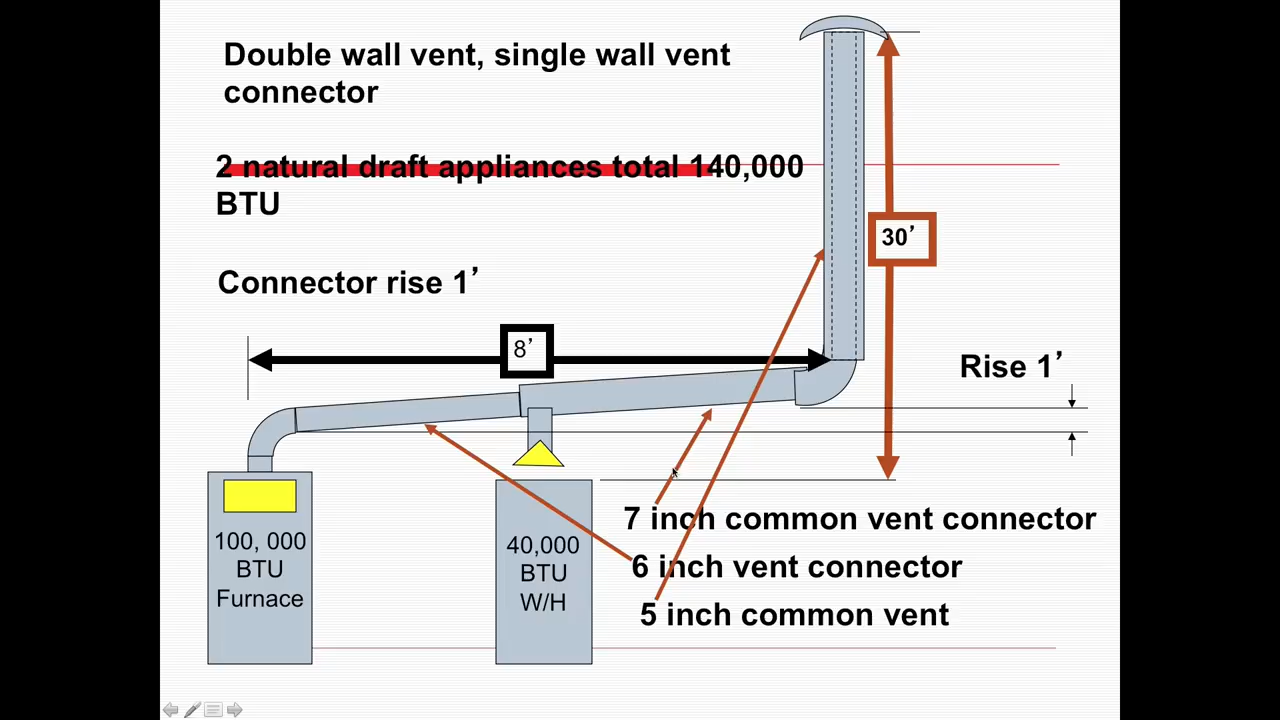 Double wall vent, single wall vent
connector
2 natural draft appliances total 140,000
BTU
30’
Connector rise 1’
8’
Rise 1’
100, 000
BTU
Furnace
40,000
BTU
W/H
7 inch common vent connector
6 inch vent connector
5 inch common vent